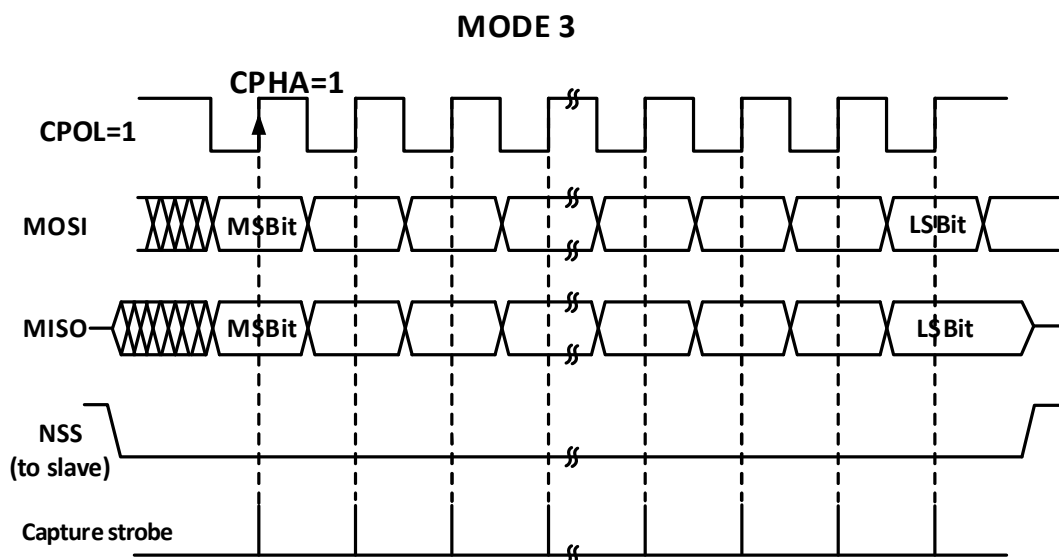 MODE 3
CPHA=1
CPOL=1
MOSI MSBit LSBit
MISO MSBit LSBit
NSS
(to slave)
Capture strobe